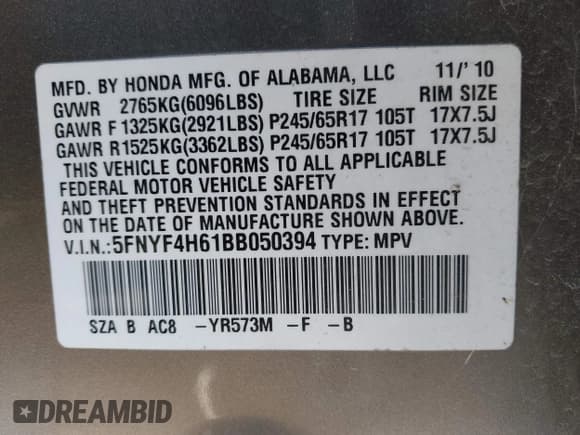 MFD. BY HONDA MFG. OF ALABAMA, LLC 11/' 10
GVWR 2765KG(6096LBS) TIRE SIZE RIM SIZE
GAWR F1325KG(2921LBS) P245/65R17 105T 17X7.5J
GAWR R1525KG(3362LBS) P245/65R17 105T 17X7.5J
THIS VEHICLE CONFORMS TO ALL APPLICABLE
FEDERAL MOTOR VEHICLE SAFETY
AND THEFT PREVENTION STANDARDS IN EFFECT
ON THE DATE OF MANUFACTURE SHOWN ABOVE.
V.I.N.:5FNYF4H61BB050394 TYPE: MPV
SZA B AC8 -YR573M -F -B
DREAMBID